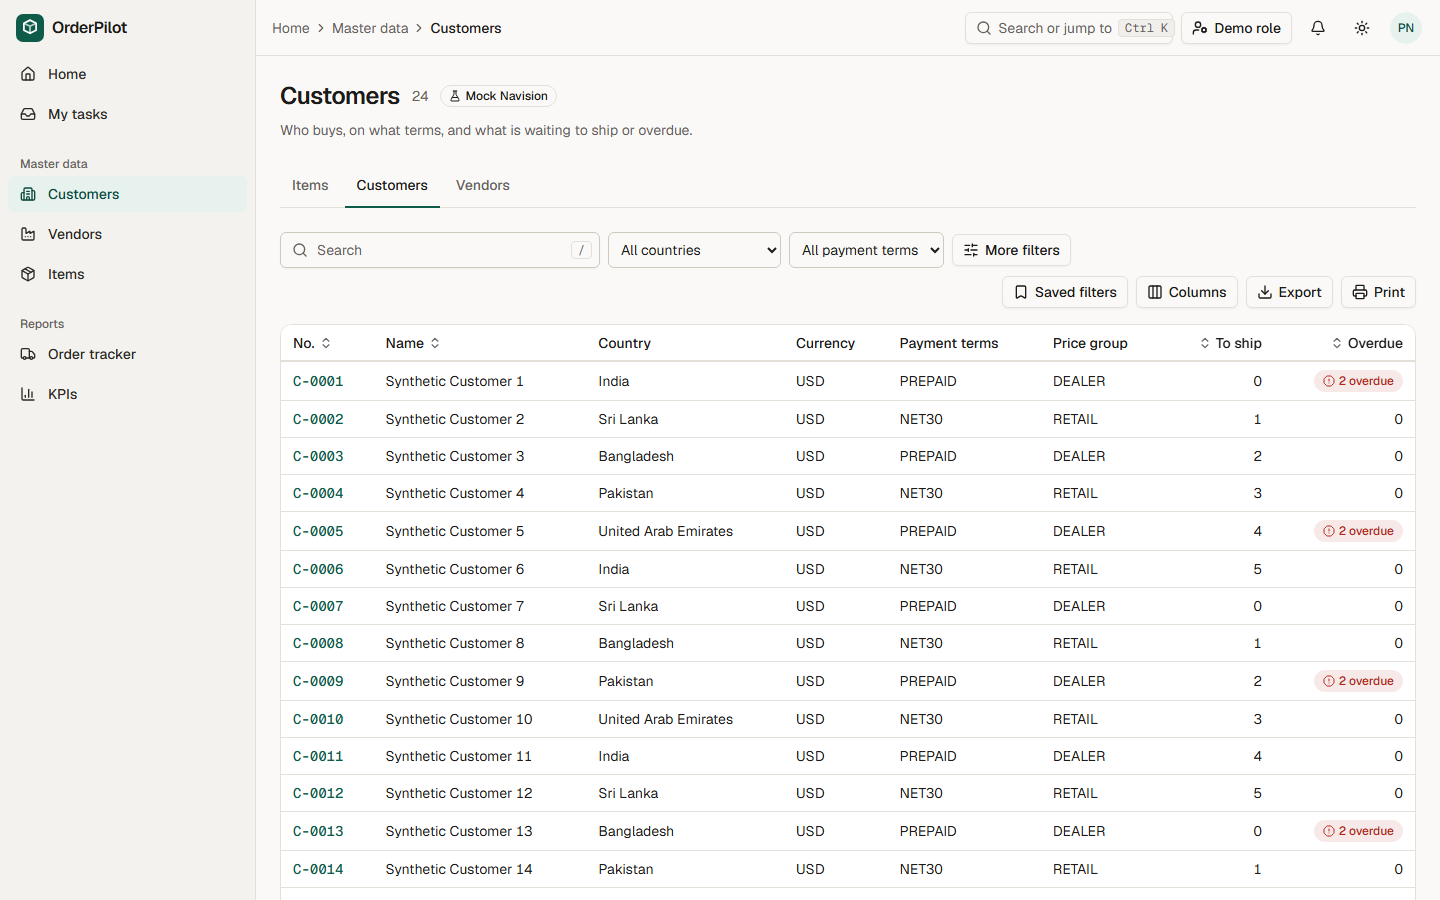 OrderPilot
Home
My tasks
Master data
Customers
Vendors
Items
Reports
Order tracker
KPIs
Home > Master data > Customers
Search or jump to Ctrl K
Demo role
PN
Customers 24 Mock Navision
Who buys, on what terms, and what is waiting to ship or overdue.
Items Customers Vendors
Search / All countries All payment terms More filters
Saved filters Columns Export Print
No. Name Country Currency Payment terms Price group To ship Overdue
C-0001 Synthetic Customer 1 India USD PREPAID DEALER 0 2 overdue
C-0002 Synthetic Customer 2 Sri Lanka USD NET30 RETAIL 1 0
C-0003 Synthetic Customer 3 Bangladesh USD PREPAID DEALER 2 0
C-0004 Synthetic Customer 4 Pakistan USD NET30 RETAIL 3 0
C-0005 Synthetic Customer 5 United Arab Emirates USD PREPAID DEALER 4 2 overdue
C-0006 Synthetic Customer 6 India USD NET30 RETAIL 5 0
C-0007 Synthetic Customer 7 Sri Lanka USD PREPAID DEALER 0 0
C-0008 Synthetic Customer 8 Bangladesh USD NET30 RETAIL 1 0
C-0009 Synthetic Customer 9 Pakistan USD PREPAID DEALER 2 2 overdue
C-0010 Synthetic Customer 10 United Arab Emirates USD NET30 RETAIL 3 0
C-0011 Synthetic Customer 11 India USD PREPAID DEALER 4 0
C-0012 Synthetic Customer 12 Sri Lanka USD NET30 RETAIL 5 0
C-0013 Synthetic Customer 13 Bangladesh USD PREPAID DEALER 0 2 overdue
C-0014 Synthetic Customer 14 Pakistan USD NET30 RETAIL 1 0